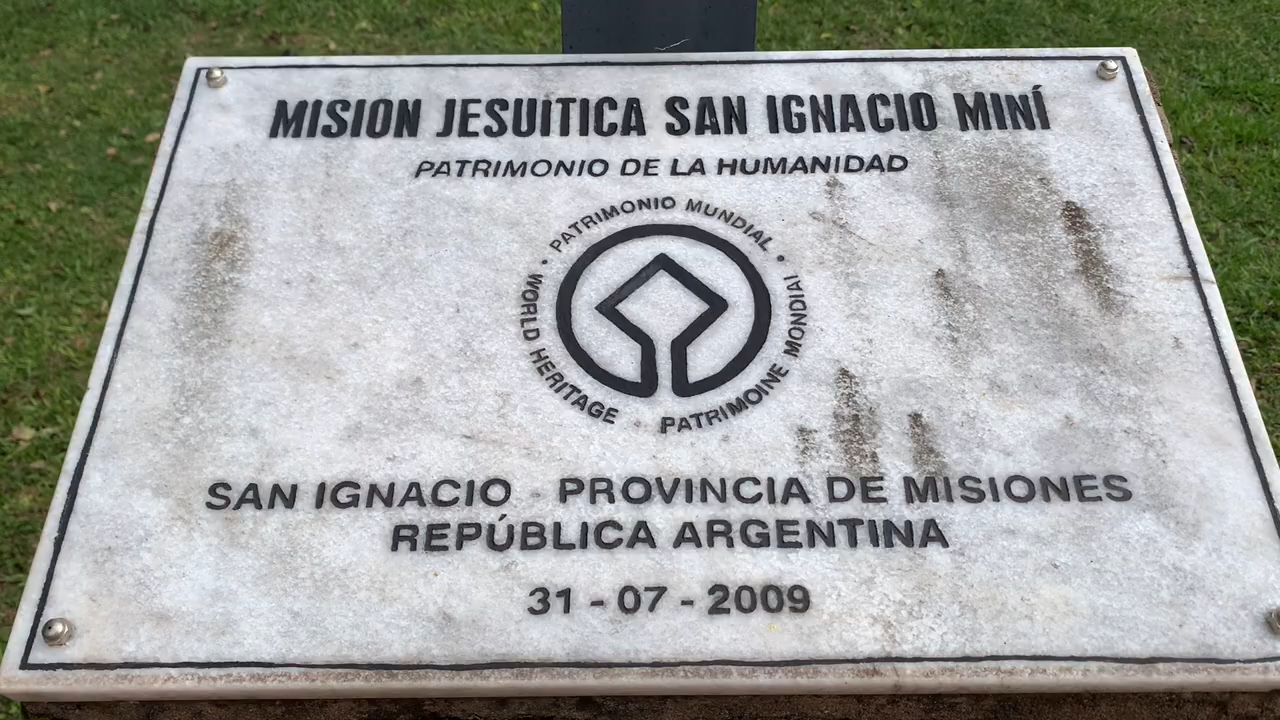 MISION JESUITICA SAN IGNACIO MINÍ
PATRIMONIO DE LA HUMANIDAD
• PATRIMONIO MUNDIAL •
WORLD HERITAGE
PATRIMOINE MONDIAL
SAN IGNACIO - PROVINCIA DE MISIONES
REPÚBLICA ARGENTINA
31 - 07 - 2009